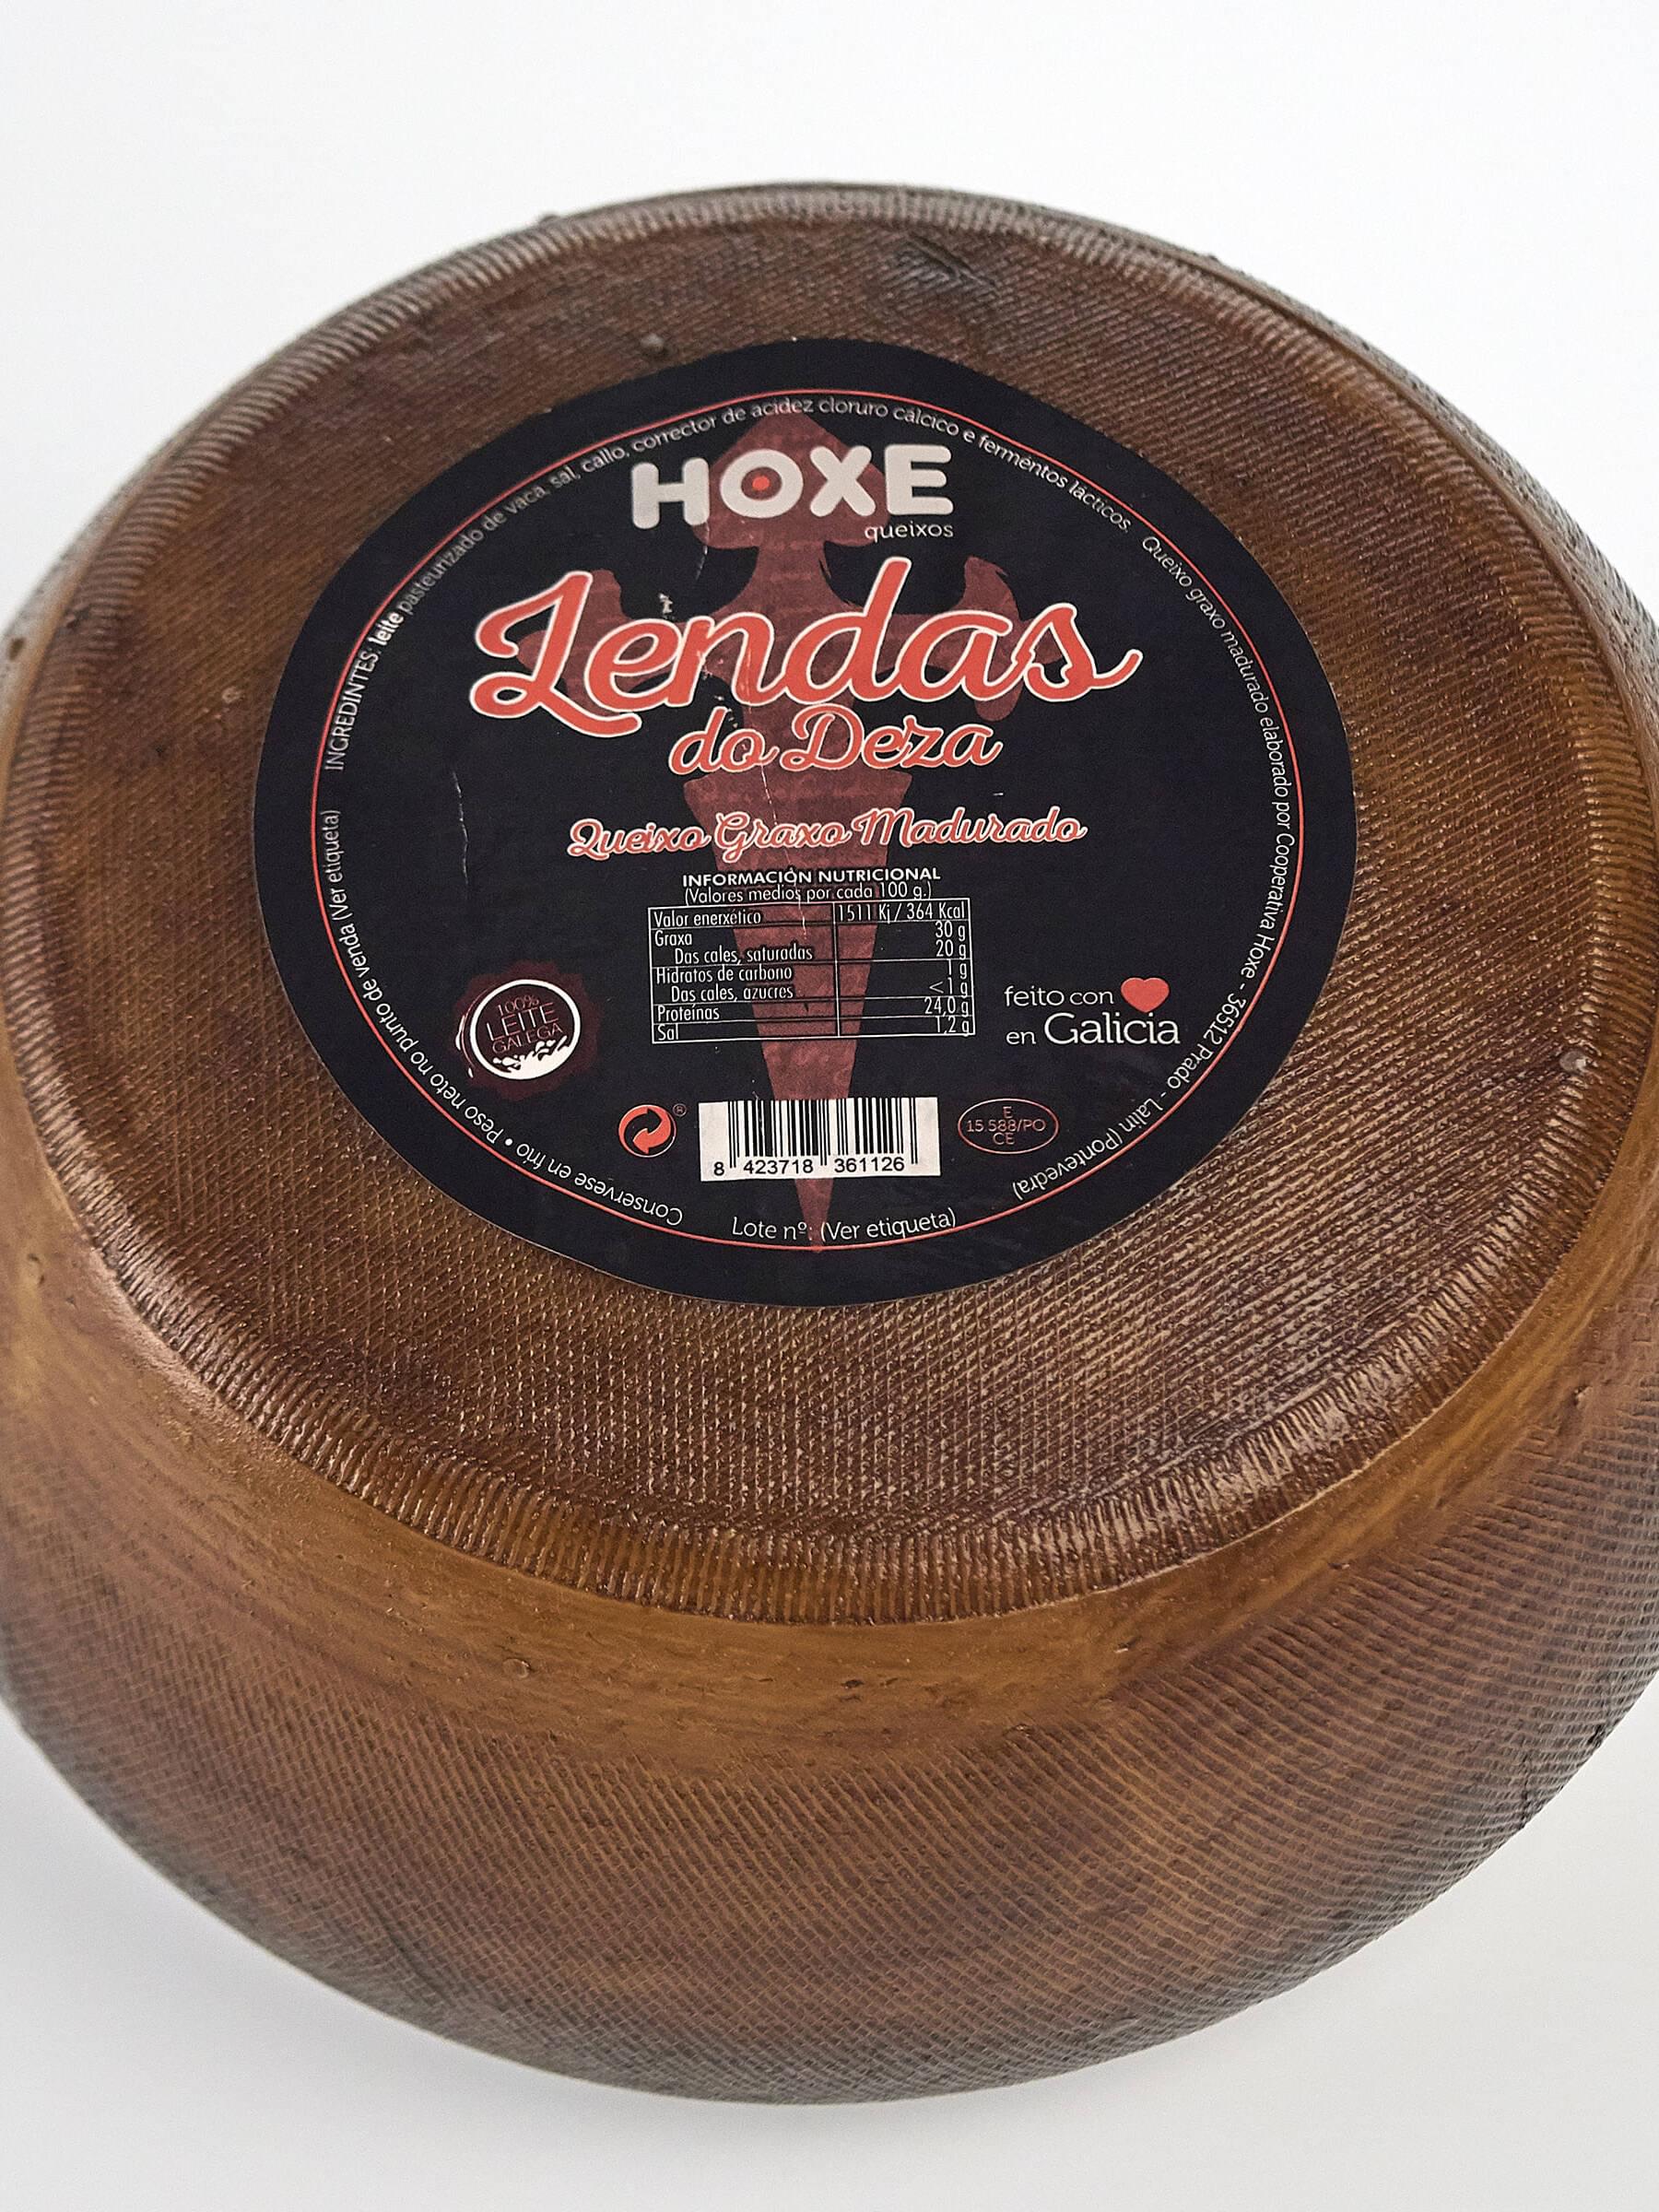 INGREDINTES: leite pasteurizado de vaca, sal, callo, corrector de acidez cloruro cálcico e ferméntos lácticos.
Queixo graxo madurado elaborado por Cooperativa Hoxe - 36512 Prado - Lalín (Pontevedra)
HOXE
queixos
Lendas
do Deza
Queixo Graxo Madurado
INFORMACIÓN NUTRICIONAL
(Valores medios por cada 100 g.)
Valor enerxético 1511 Kj / 364 Kcal
Graxa 30 g
Das cales, saturadas 20 g
Hidratos de carbono 1 g
Das cales, azucres <1 g
Proteínas 24,0 g
Sal 1,2 g
100%
LEITE
GALEGA
feito con
en Galicia
®
8 423718 361126
E
15.588/PO
CE
Lote nº: (Ver etiqueta)
Conservese en frío • Peso neto no punto de venda (Ver etiqueta)